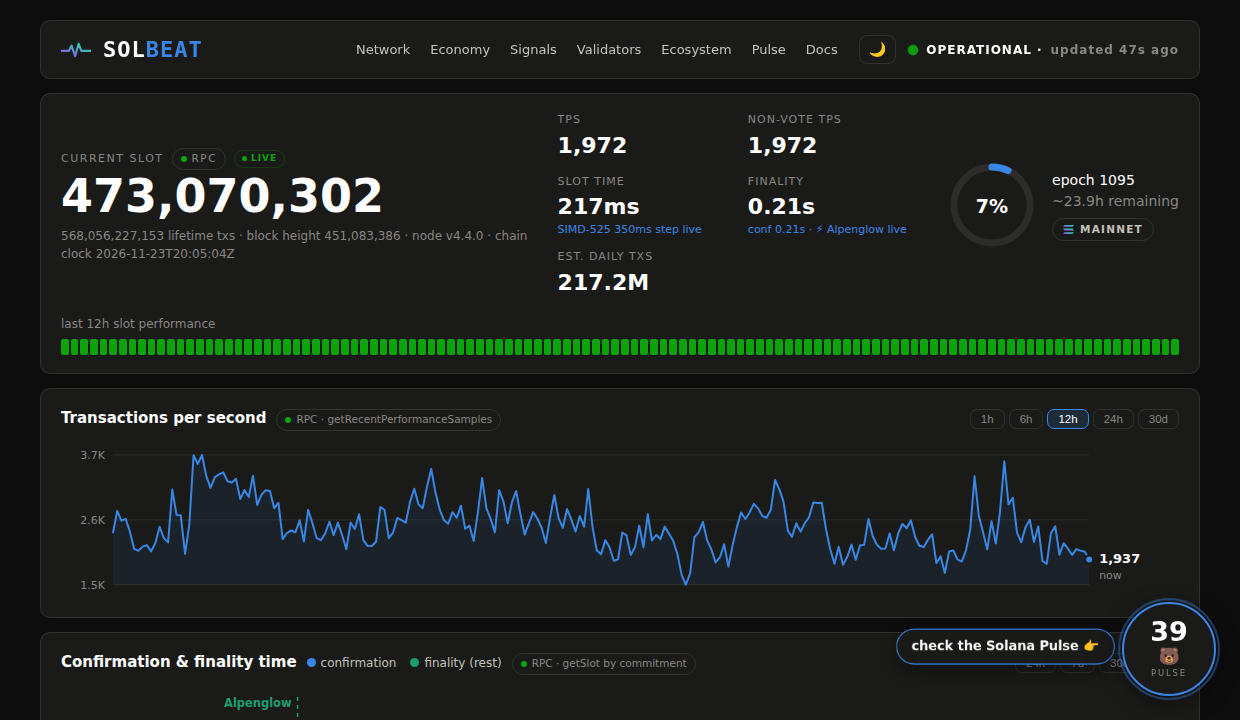 SOLBEAT
Network Economy Signals Validators Ecosystem Pulse Docs
OPERATIONAL · updated 47s ago
CURRENT SLOT RPC LIVE
473,070,302
568,056,227,153 lifetime txs · block height 451,083,386 · node v4.4.0 · chain
clock 2026-11-23T20:05:04Z
TPS
1,972
NON-VOTE TPS
1,972
SLOT TIME
217ms
SIMD-525 350ms step live
FINALITY
0.21s
conf 0.21s · ⚡ Alpenglow live
EST. DAILY TXS
217.2M
7%
epoch 1095
~23.9h remaining
MAINNET
last 12h slot performance
Transactions per second RPC · getRecentPerformanceSamples
1h 6h 12h 24h 30d
3.7K
2.6K
1.5K
1,937
now
Confirmation & finality time confirmation finality (rest) RPC · getSlot by commitment
Alpenglow
check the Solana Pulse 👉
39
PULSE